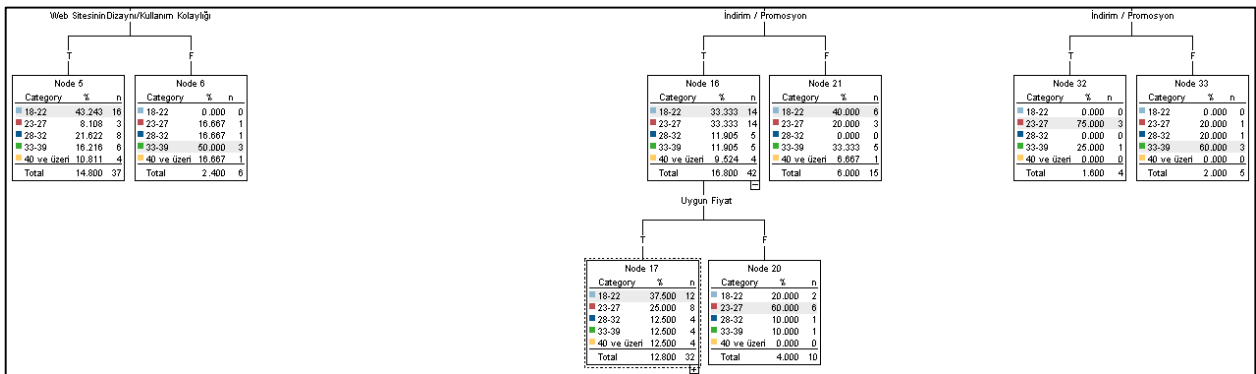 Web Sitesinin Dizaynı/Kullanım Kolaylığı
T F
Node 5
Category % n
18-22 43.243 16
23-27 8.108 3
28-32 21.622 8
33-39 16.216 6
40 ve üzeri 10.811 4
Total 14.800 37
Node 6
Category % n
18-22 0.000 0
23-27 16.667 1
28-32 16.667 1
33-39 50.000 3
40 ve üzeri 16.667 1
Total 2.400 6
İndirim / Promosyon
T F
Node 16
Category % n
18-22 33.333 14
23-27 33.333 14
28-32 11.905 5
33-39 11.905 5
40 ve üzeri 9.524 4
Total 16.800 42
Node 21
Category % n
18-22 40.000 6
23-27 20.000 3
28-32 0.000 0
33-39 33.333 5
40 ve üzeri 6.667 1
Total 6.000 15
Uygun Fiyat
T F
Node 17
Category % n
18-22 37.500 12
23-27 25.000 8
28-32 12.500 4
33-39 12.500 4
40 ve üzeri 12.500 4
Total 12.800 32
Node 20
Category % n
18-22 20.000 2
23-27 60.000 6
28-32 10.000 1
33-39 10.000 1
40 ve üzeri 0.000 0
Total 4.000 10
İndirim / Promosyon
T F
Node 32
Category % n
18-22 0.000 0
23-27 75.000 3
28-32 0.000 0
33-39 25.000 1
40 ve üzeri 0.000 0
Total 1.600 4
Node 33
Category % n
18-22 0.000 0
23-27 20.000 1
28-32 20.000 1
33-39 60.000 3
40 ve üzeri 0.000 0
Total 2.000 5